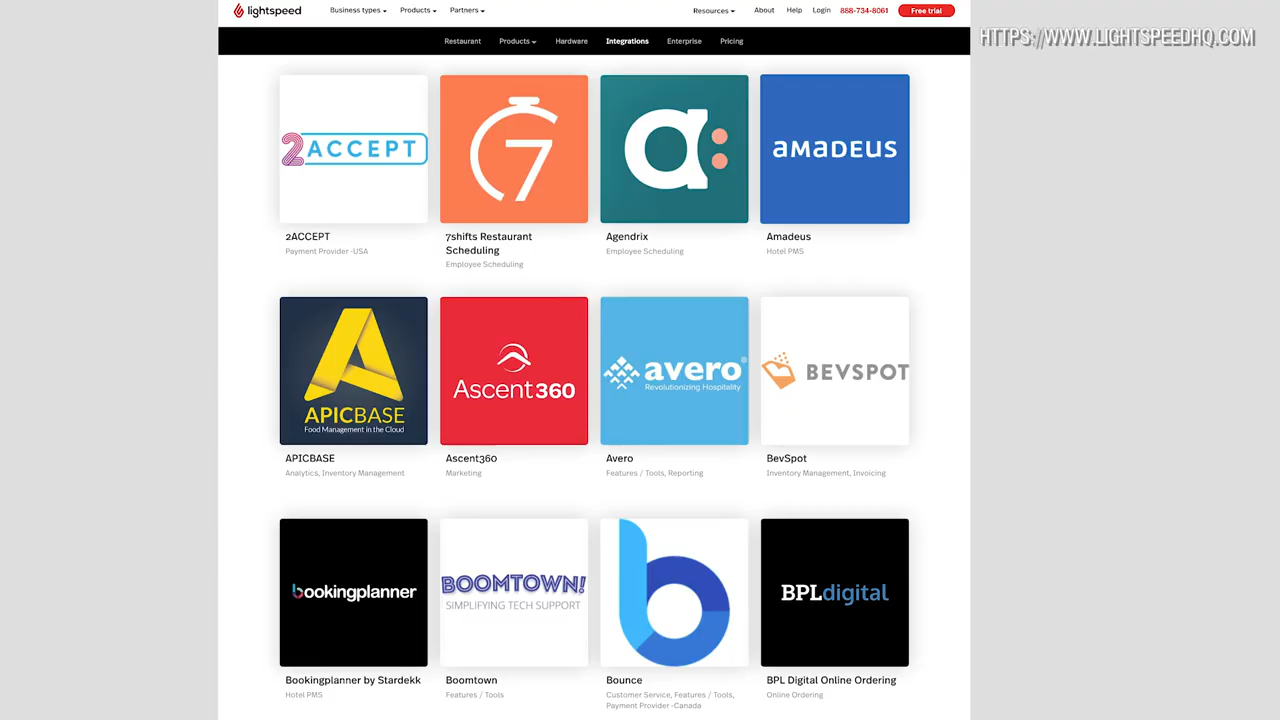 lightspeed Business types Products Partners Resources About Help Login 888-734-8061 Free trial
HTTPS://WWW.LIGHTSPEEDHQ.COM
Restaurant Products Hardware Integrations Enterprise Pricing
2ACCEPT
7
a:
amadeus
2ACCEPT
Payment Provider -USA
7shifts Restaurant
Scheduling
Employee Scheduling
Agendrix
Employee Scheduling
Amadeus
Hotel PMS
A
APICBASE
Food Management in the Cloud
Ascent360
avero®
Revolutionizing Hospitality
BEVSPOT
APICBASE
Analytics, Inventory Management
Ascent360
Marketing
Avero
Features / Tools, Reporting
BevSpot
Inventory Management, Invoicing
bookingplanner
BOOMTOWN!
SIMPLIFYING TECH SUPPORT
b
BPLdigital
Bookingplanner by Stardekk
Hotel PMS
Boomtown
Features / Tools
Bounce
Customer Service, Features / Tools,
Payment Provider -Canada
BPL Digital Online Ordering
Online Ordering